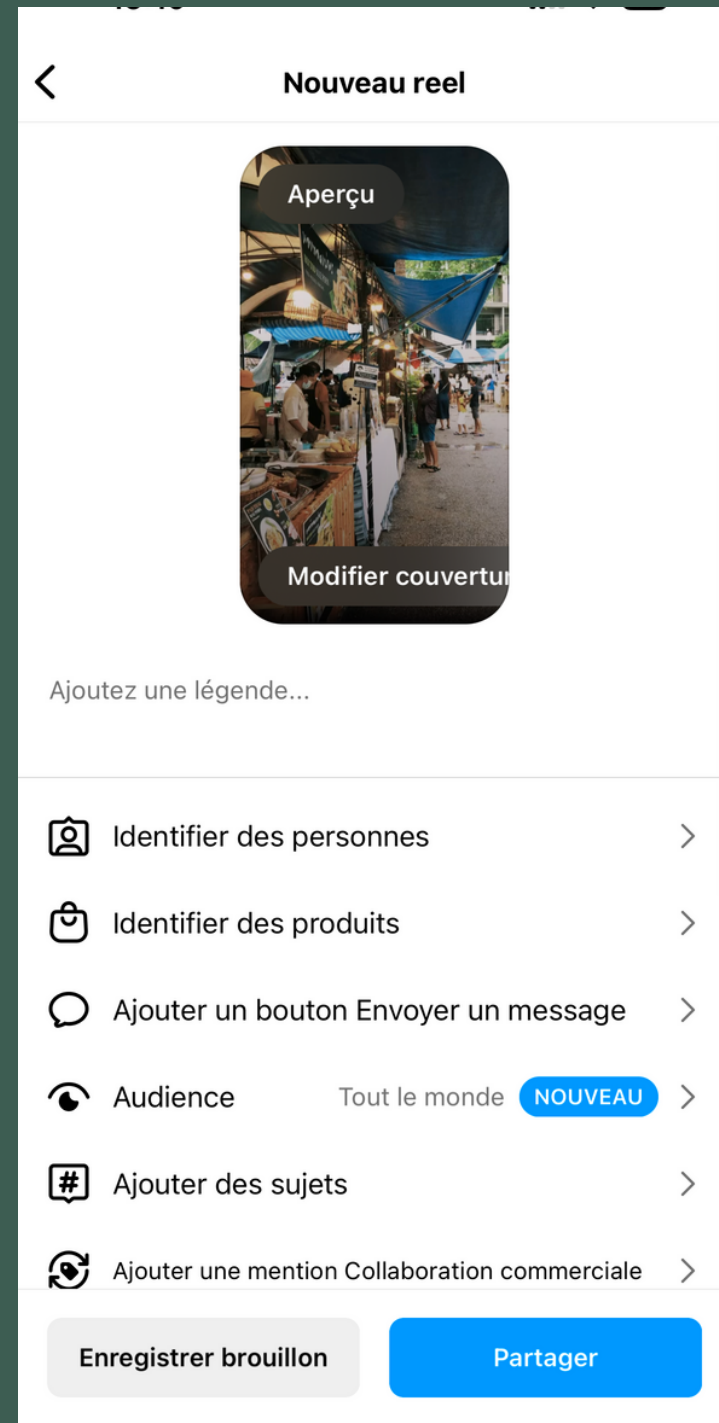 Nouveau reel
Aperçu
Modifier couvertur
Ajoutez une légende...
Identifier des personnes
Identifier des produits
Ajouter un bouton Envoyer un message
Audience Tout le monde NOUVEAU
Ajouter des sujets
Ajouter une mention Collaboration commerciale
Enregistrer brouillon Partager